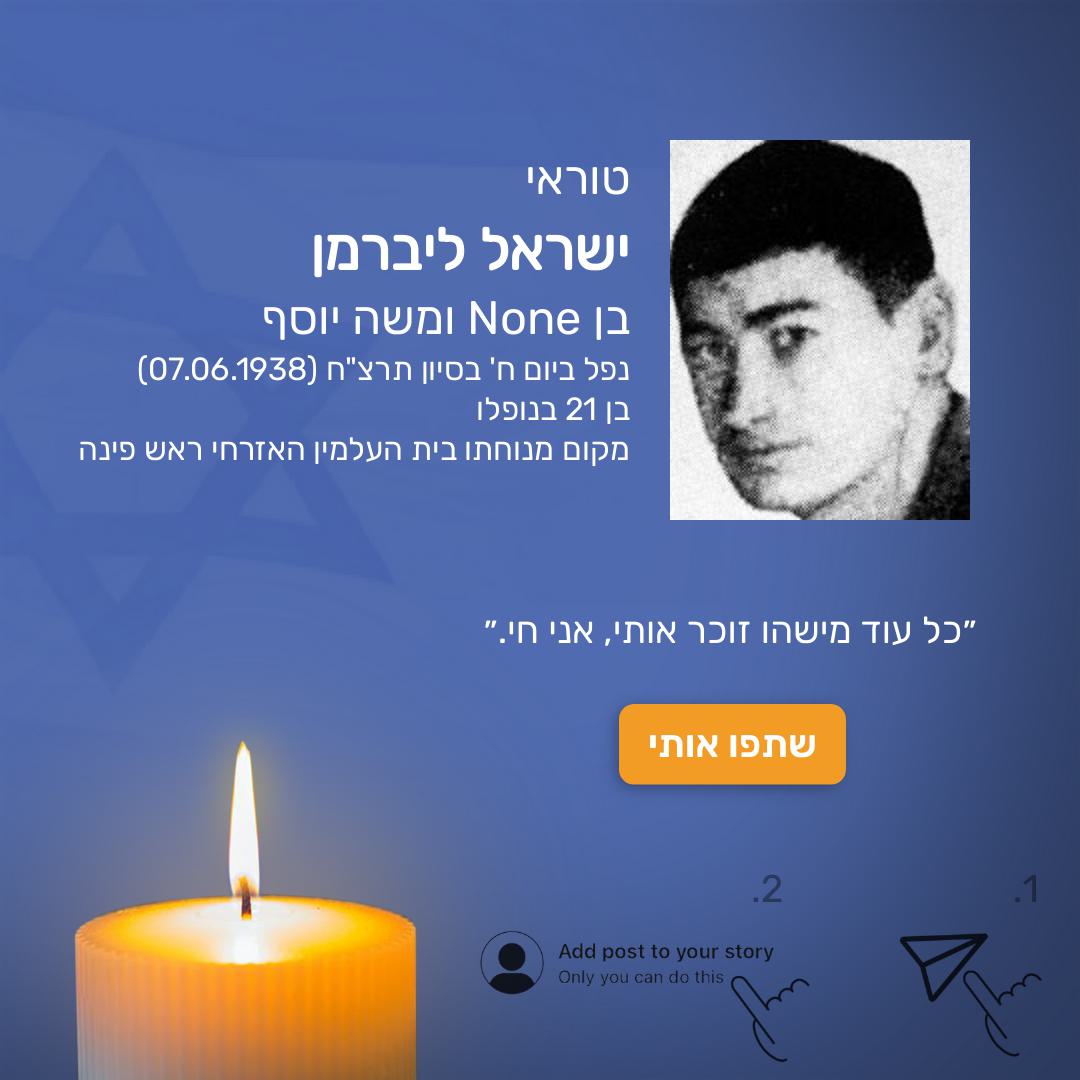 טוראי
ישראל ליברמן
בן None ומשה יוסף
נפל ביום ח' בסיון תרצ"ח (07.06.1938)
בן 21 בנופלו
מקום מנוחתו בית העלמין האזרחי ראש פינה
״כל עוד מישהו זוכר אותי, אני חי.״
שתפו אותי
.1
.2
Add post to your story
Only you can do this